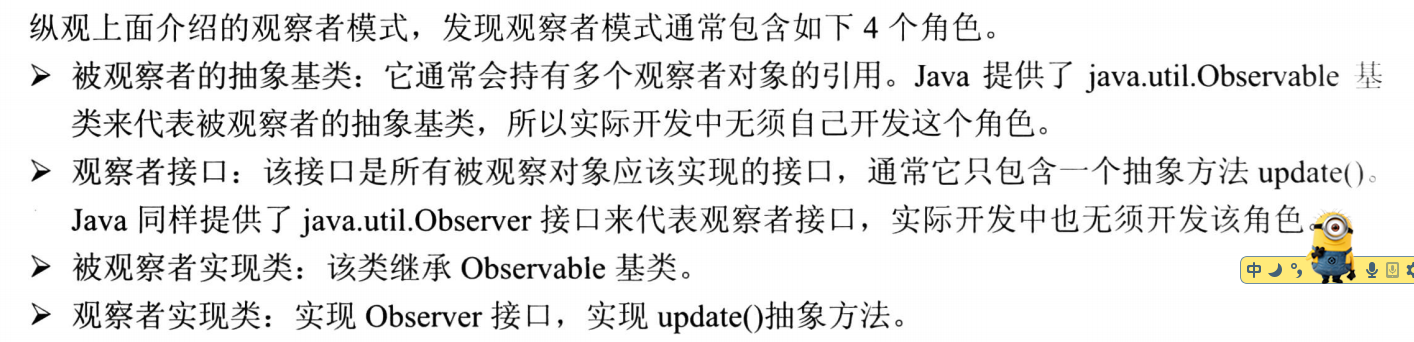 纵观上面介绍的观察者模式，发现观察者模式通常包含如下 4 个角色。
➢ 被观察者的抽象基类：它通常会持有多个观察者对象的引用。Java 提供了 java.util.Observable 基
类来代表被观察者的抽象基类，所以实际开发中无须自己开发这个角色。
➢ 观察者接口：该接口是所有被观察对象应该实现的接口，通常它只包含一个抽象方法 update()。
Java 同样提供了 java.util.Observer 接口来代表观察者接口，实际开发中也无须开发该角色。
中
➢ 被观察者实现类：该类继承 Observable 基类。
➢ 观察者实现类：实现 Observer 接口，实现 update()抽象方法。